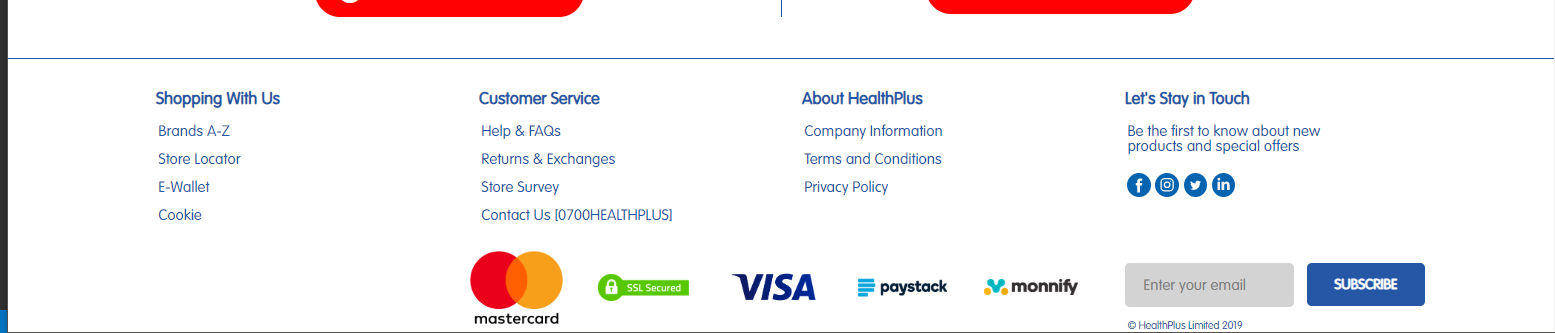 Shopping With Us
Brands A-Z
Store Locator
E-Wallet
Cookie
Customer Service
Help & FAQs
Returns & Exchanges
Store Survey
Contact Us [0700HEALTHPLUS]
About HealthPlus
Company Information
Terms and Conditions
Privacy Policy
Let's Stay in Touch
Be the first to know about new
products and special offers
f
in
mastercard
SSL Secured
VISA
paystack
monnify
Enter your email
SUBSCRIBE
© HealthPlus Limited 2019